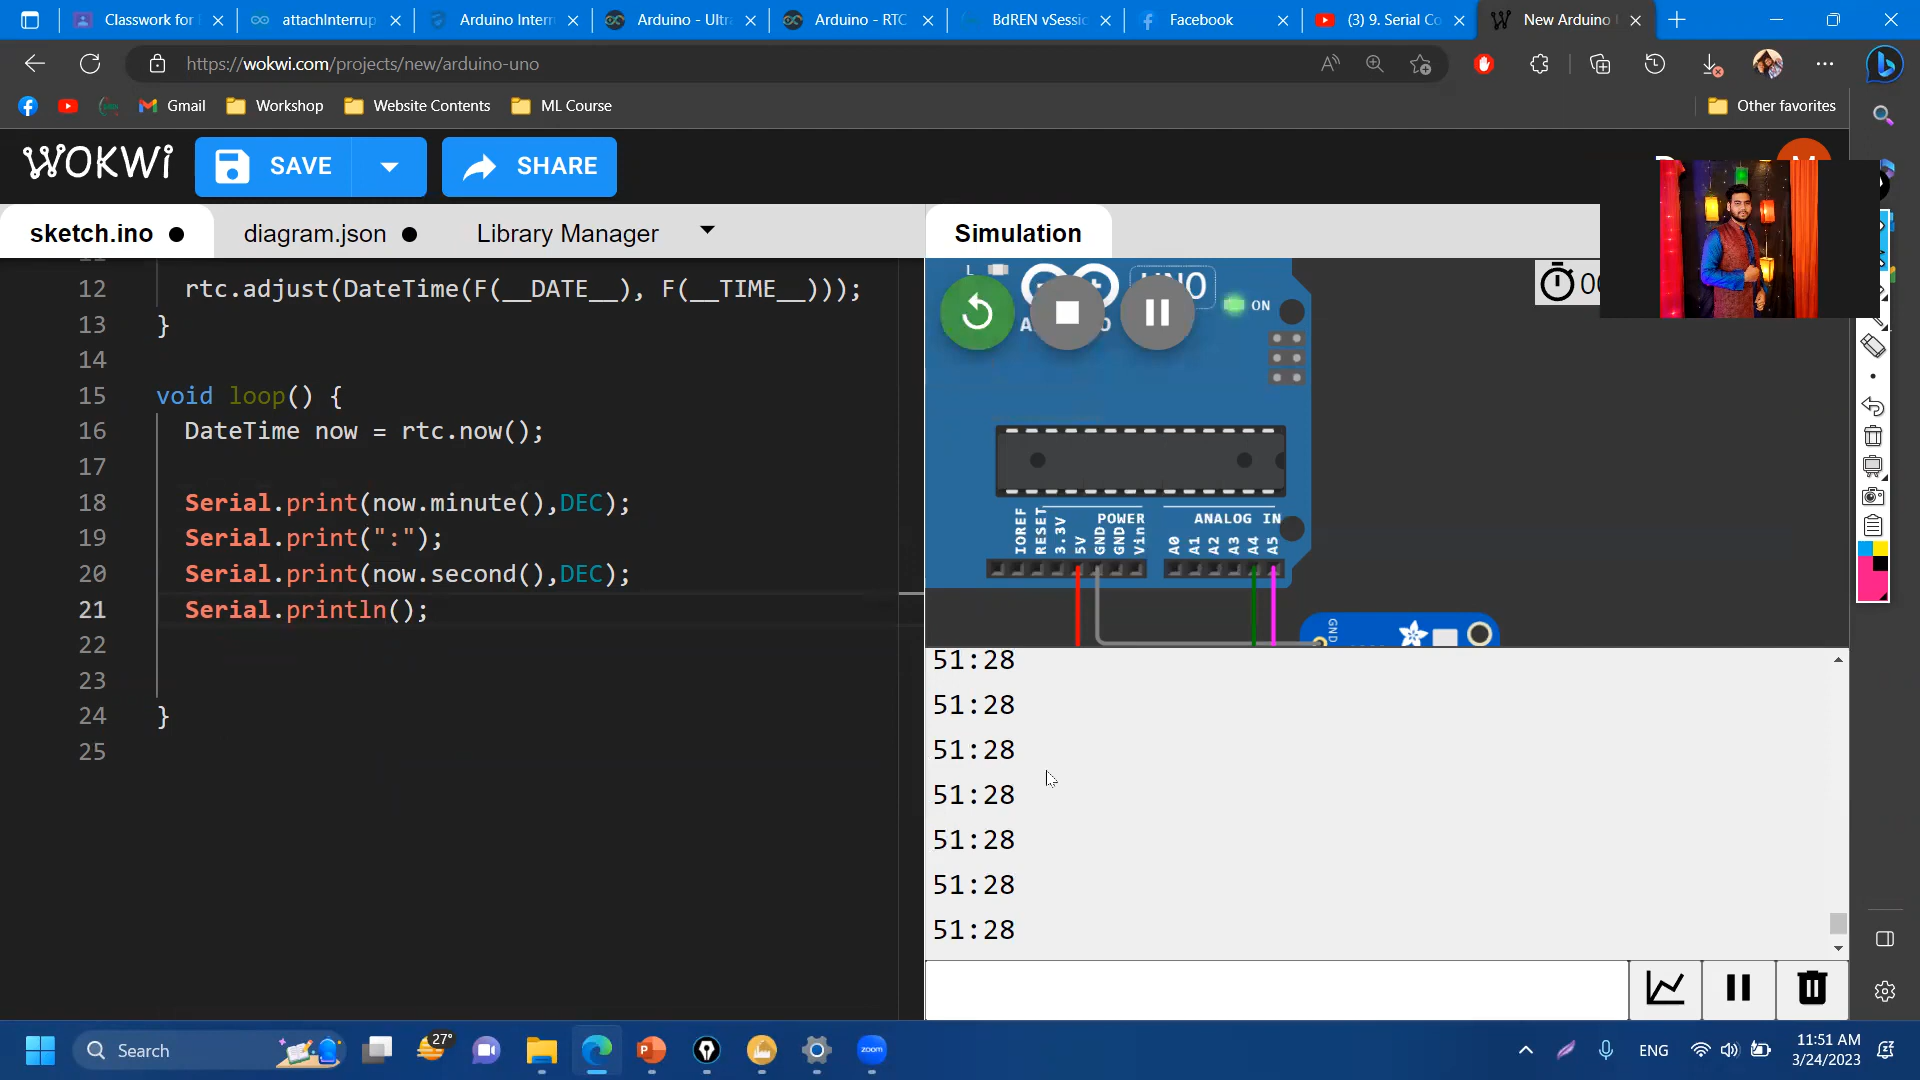 Classwork for
attachInterrup
Arduino Interr
Arduino - Ultra
Arduino - RTC
BdREN vSessic
Facebook
(3) 9. Serial Co
New Arduino
https://wokwi.com/projects/new/arduino-uno
Gmail
Workshop
Website Contents
ML Course
Other favorites
WOKWi
SAVE
SHARE
sketch.ino
diagram.json
Library Manager
Simulation
12 rtc.adjust(DateTime(F(__DATE__), F(__TIME__)));
13 }
14
15 void loop() {
16 DateTime now = rtc.now();
17
18 Serial.print(now.minute(),DEC);
19 Serial.print(":");
20 Serial.print(now.second(),DEC);
21 Serial.println();
22
23
24 }
25
L
UNO
ON
IOREF
RESET
3.3V
5V
GND
GND
Vin
POWER
ANALOG IN
A0
A1
A2
A3
A4
A5
GND
51:28
51:28
51:28
51:28
51:28
51:28
51:28
Search
27°
zoom
ENG
11:51 AM
3/24/2023